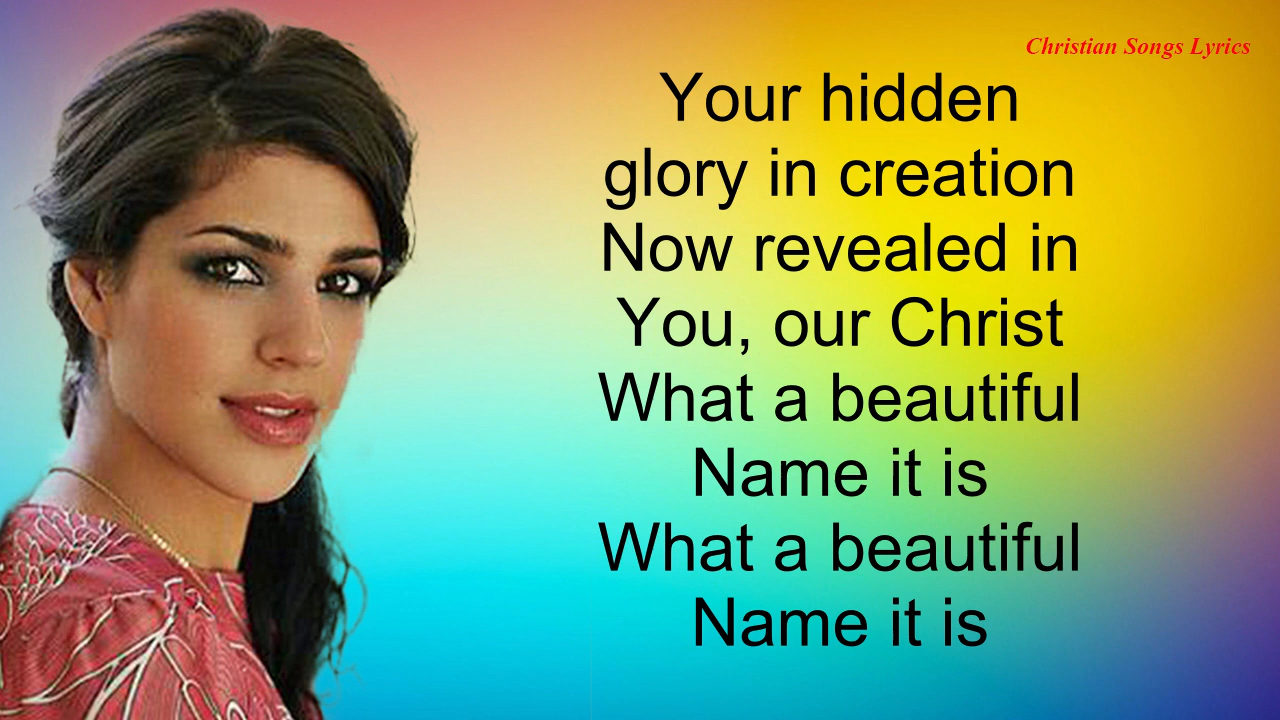 Christian Songs Lyrics
Your hidden
glory in creation
Now revealed in
You, our Christ
What a beautiful
Name it is
What a beautiful
Name it is